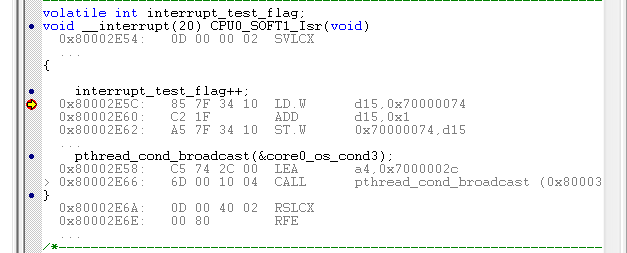 volatile int interrupt_test_flag;
void __interrupt(20) CPU0_SOFT1_Isr(void)
0x80002E54: 0D 00 00 02 SVLCX
...
{
interrupt_test_flag++;
0x80002E5C: 85 7F 34 10 LD.W d15,0x70000074
0x80002E60: C2 1F ADD d15,0x1
0x80002E62: A5 7F 34 10 ST.W 0x70000074,d15
...
pthread_cond_broadcast(&core0_os_cond3);
0x80002E58: C5 74 2C 00 LEA a4,0x7000002c
> 0x80002E66: 6D 00 10 04 CALL pthread_cond_broadcast (0x80003
}
0x80002E6A: 0D 00 40 02 RSLCX
0x80002E6E: 00 80 RFE
...
/*